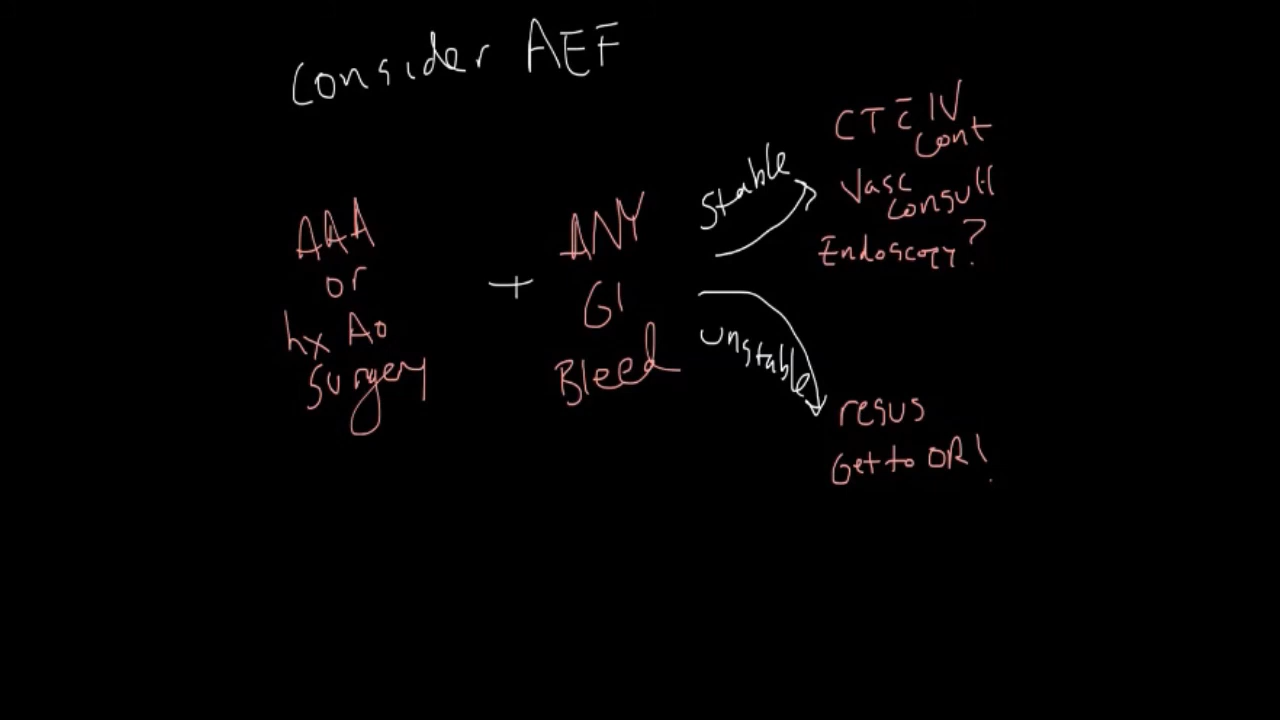 Consider AEF
AAA
or
hx Ao
Surgery
+
ANY
GI
Bleed
Stable
CT c̄ IV
Cont
Vasc
Consult
Endoscopy?
Unstable
resus
Get to OR!